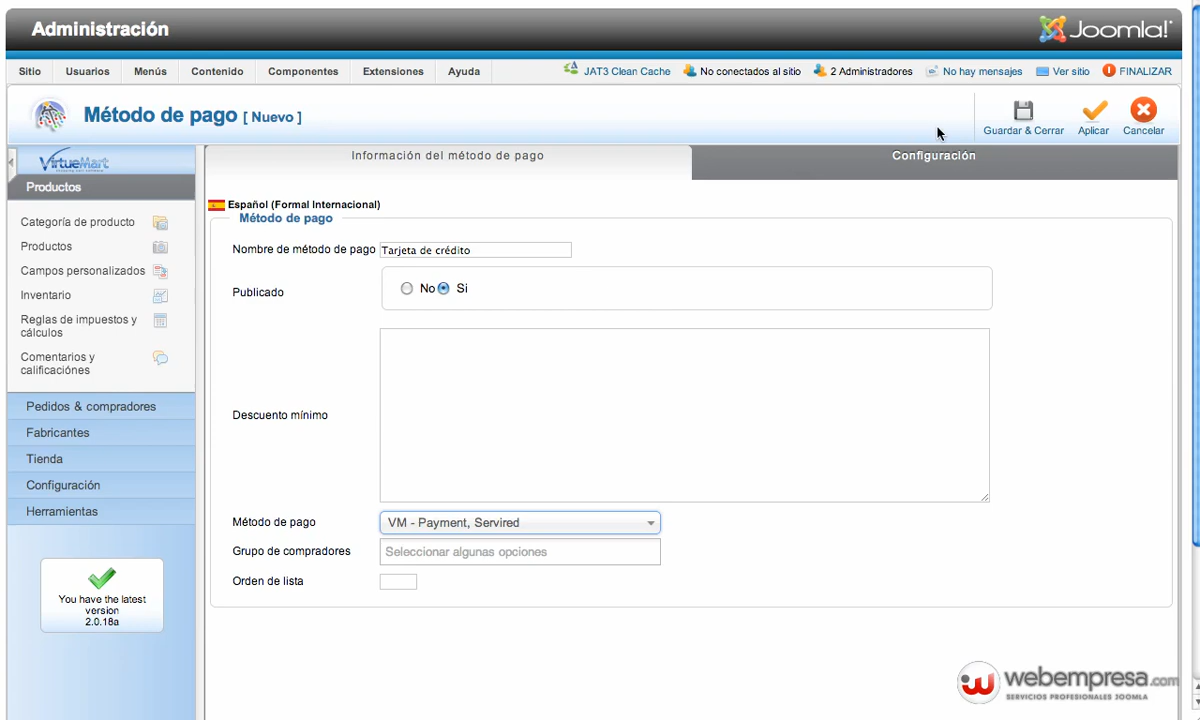 Administración
Joomla!
Sitio Usuarios Menús Contenido Componentes Extensiones Ayuda JAT3 Clean Cache No conectados al sitio 2 Administradores No hay mensajes Ver sitio FINALIZAR
Método de pago [ Nuevo ]
Guardar & Cerrar Aplicar Cancelar
VirtueMart
Información del método de pago
Configuración
Productos
Categoría de producto
Productos
Campos personalizados
Inventario
Reglas de impuestos y
cálculos
Comentarios y
calificaciónes
Pedidos & compradores
Fabricantes
Tienda
Configuración
Herramientas
You have the latest
version
2.0.18a
Español (Formal Internacional)
Método de pago
Nombre de método de pago Tarjeta de crédito
Publicado No Si
Descuento mínimo
Método de pago VM - Payment, Servired
Grupo de compradores Seleccionar algunas opciones
Orden de lista
webempresa.com
SERVICIOS PROFESIONALES JOOMLA